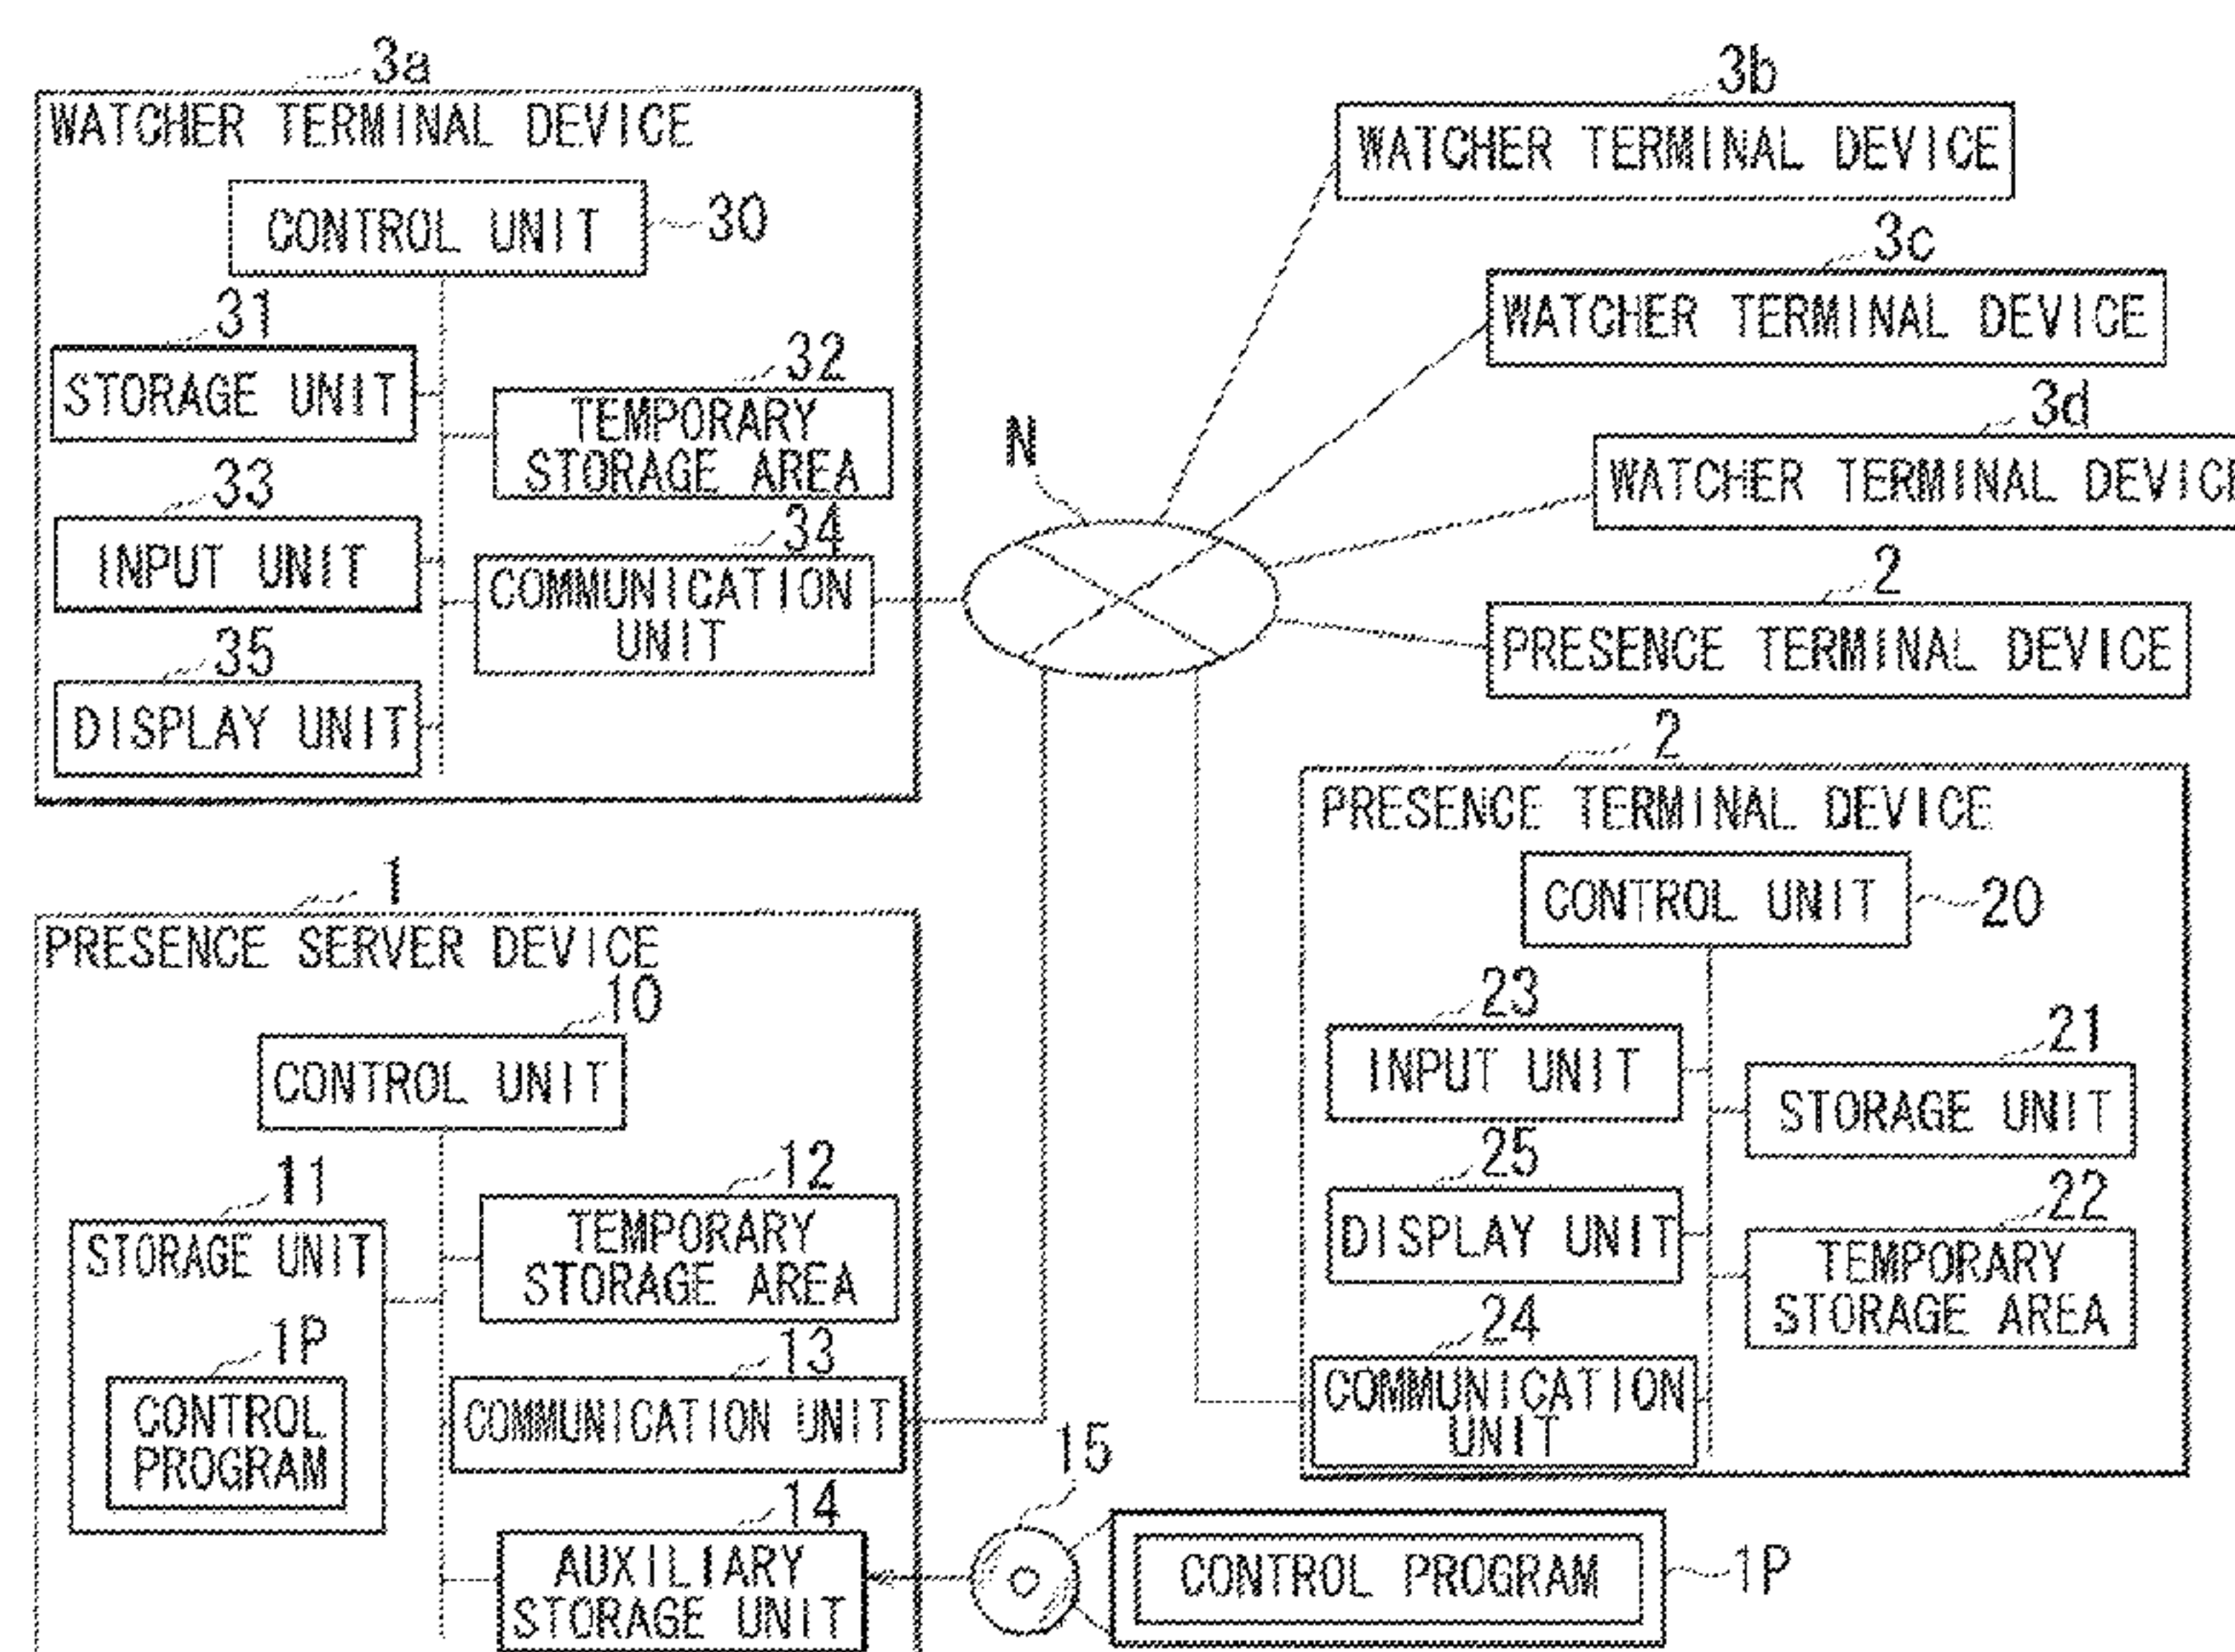 3a
WATCHER TERMINAL DEVICE
CONTROL UNIT
30
31
STORAGE UNIT
32
TEMPORARY
STORAGE AREA
33
INPUT UNIT
34
COMMUNICATION
UNIT
35
DISPLAY UNIT
N
3b
WATCHER TERMINAL DEVICE
3c
WATCHER TERMINAL DEVICE
3d
WATCHER TERMINAL DEVICE
2
PRESENCE TERMINAL DEVICE
2
PRESENCE TERMINAL DEVICE
CONTROL UNIT
20
23
INPUT UNIT
21
STORAGE UNIT
25
DISPLAY UNIT
22
TEMPORARY
STORAGE AREA
24
COMMUNICATION
UNIT
1
PRESENCE SERVER DEVICE
10
CONTROL UNIT
11
STORAGE UNIT
12
TEMPORARY
STORAGE AREA
1P
CONTROL
PROGRAM
13
COMMUNICATION UNIT
14
AUXILIARY
STORAGE UNIT
15
CONTROL PROGRAM
1P